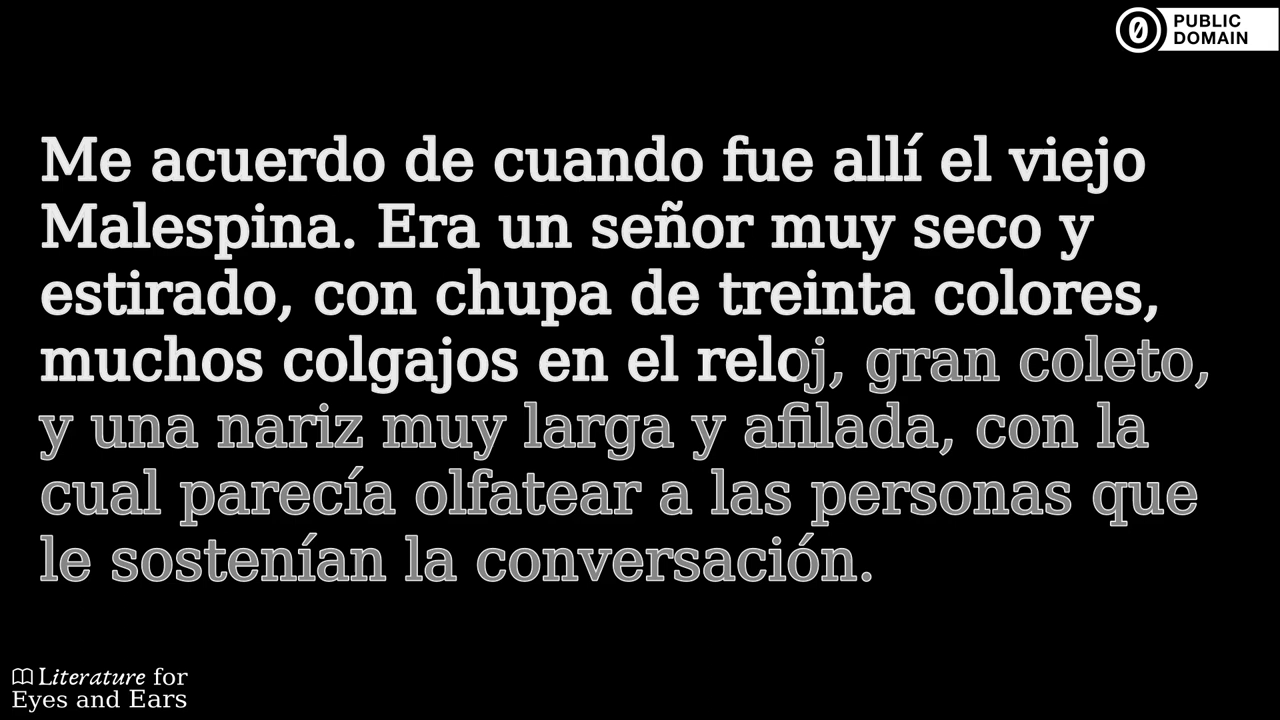 PUBLIC
DOMAIN
Me acuerdo de cuando fue allí el viejo
Malespina. Era un señor muy seco y
estirado, con chupa de treinta colores,
muchos colgajos en el reloj, gran coleto,
y una nariz muy larga y afilada, con la
cual parecía olfatear a las personas que
le sostenían la conversación.
Literature for
Eyes and Ears